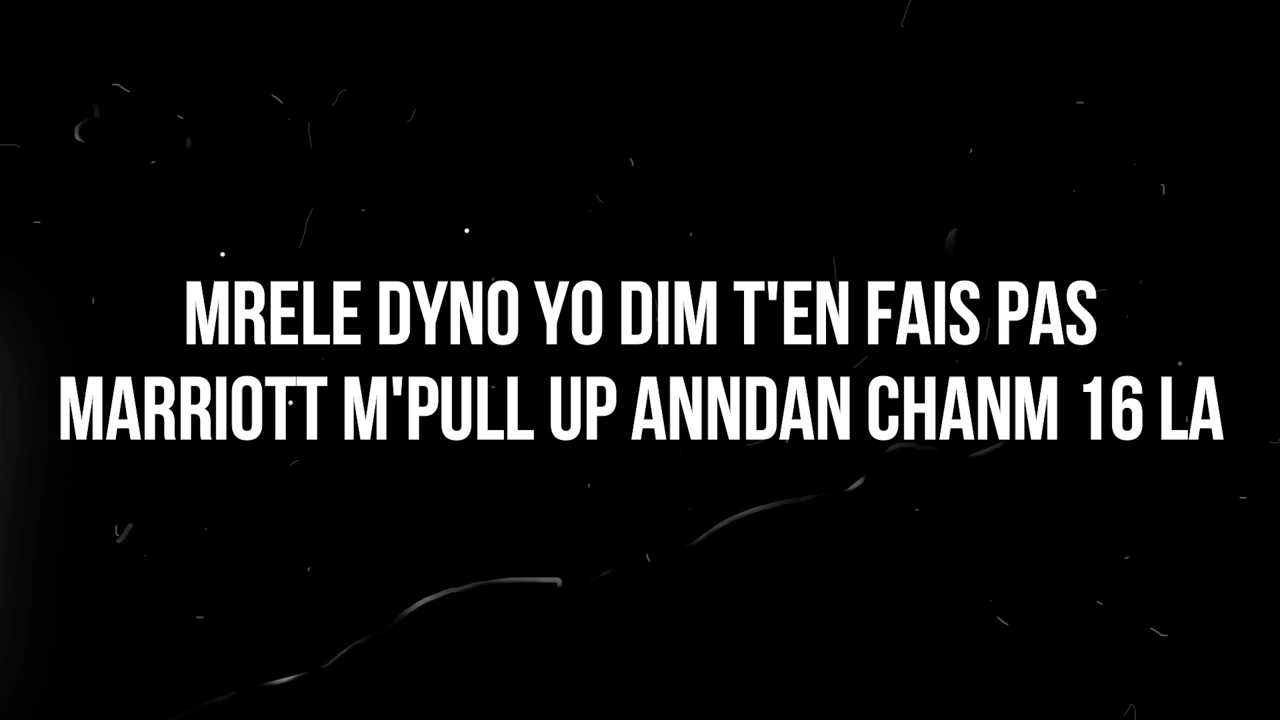 MRELE DYNO YO DIM T'EN FAIS PAS
MARRIOTT M'PULL UP ANNDAN CHANM 16 LA